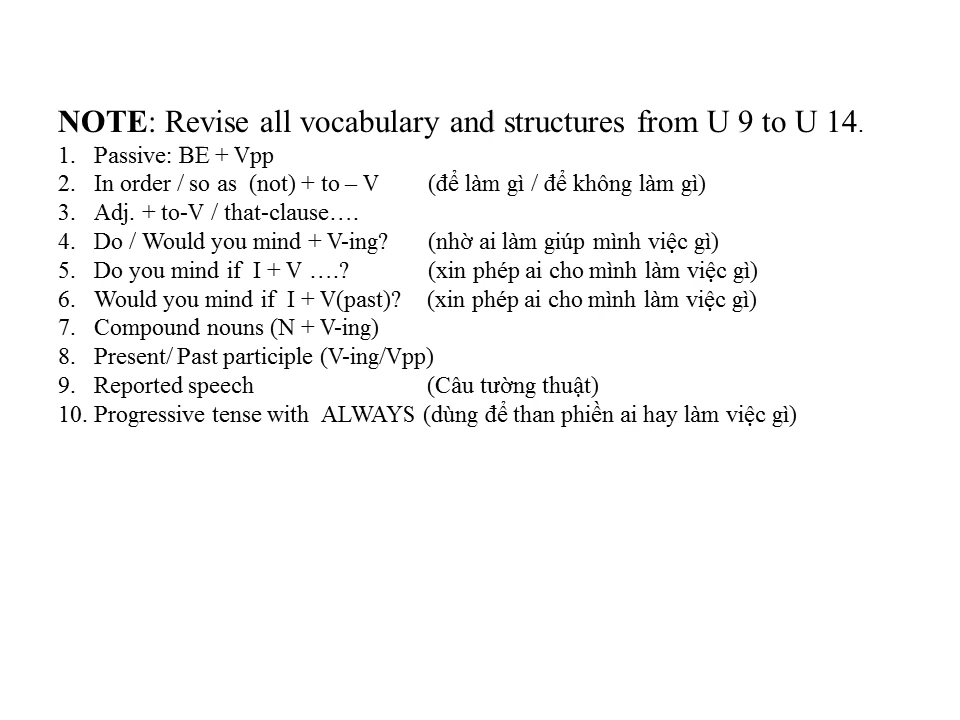 NOTE: Revise all vocabulary and structures from U 9 to U 14.
1. Passive: BE + Vpp
2. In order / so as (not) + to – V (để làm gì / để không làm gì)
3. Adj. + to-V / that-clause….
4. Do / Would you mind + V-ing? (nhờ ai làm giúp mình việc gì)
5. Do you mind if I + V ….? (xin phép ai cho mình làm việc gì)
6. Would you mind if I + V(past)? (xin phép ai cho mình làm việc gì)
7. Compound nouns (N + V-ing)
8. Present/ Past participle (V-ing/Vpp)
9. Reported speech (Câu tường thuật)
10. Progressive tense with ALWAYS (dùng để than phiền ai hay làm việc gì)